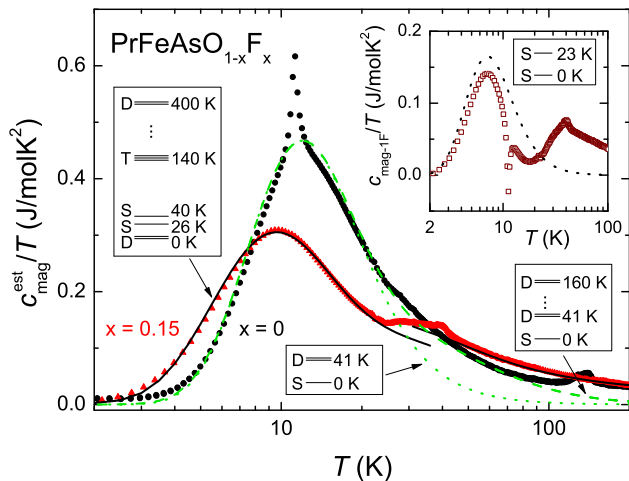 PrFeAsO1-xFx
D 400 K
⋮
T 140 K
S 40 K
S 26 K
D 0 K
x = 0.15
x = 0
D 41 K
S 0 K
D 160 K
⋮
D 41 K
S 0 K
0.6
0.4
0.2
0.0
c^est_mag/T (J/molK²)
10
100
T (K)
S 23 K
S 0 K
0.2
0.1
0.0
c_mag-1F/T (J/molK²)
2
10
100
T (K)